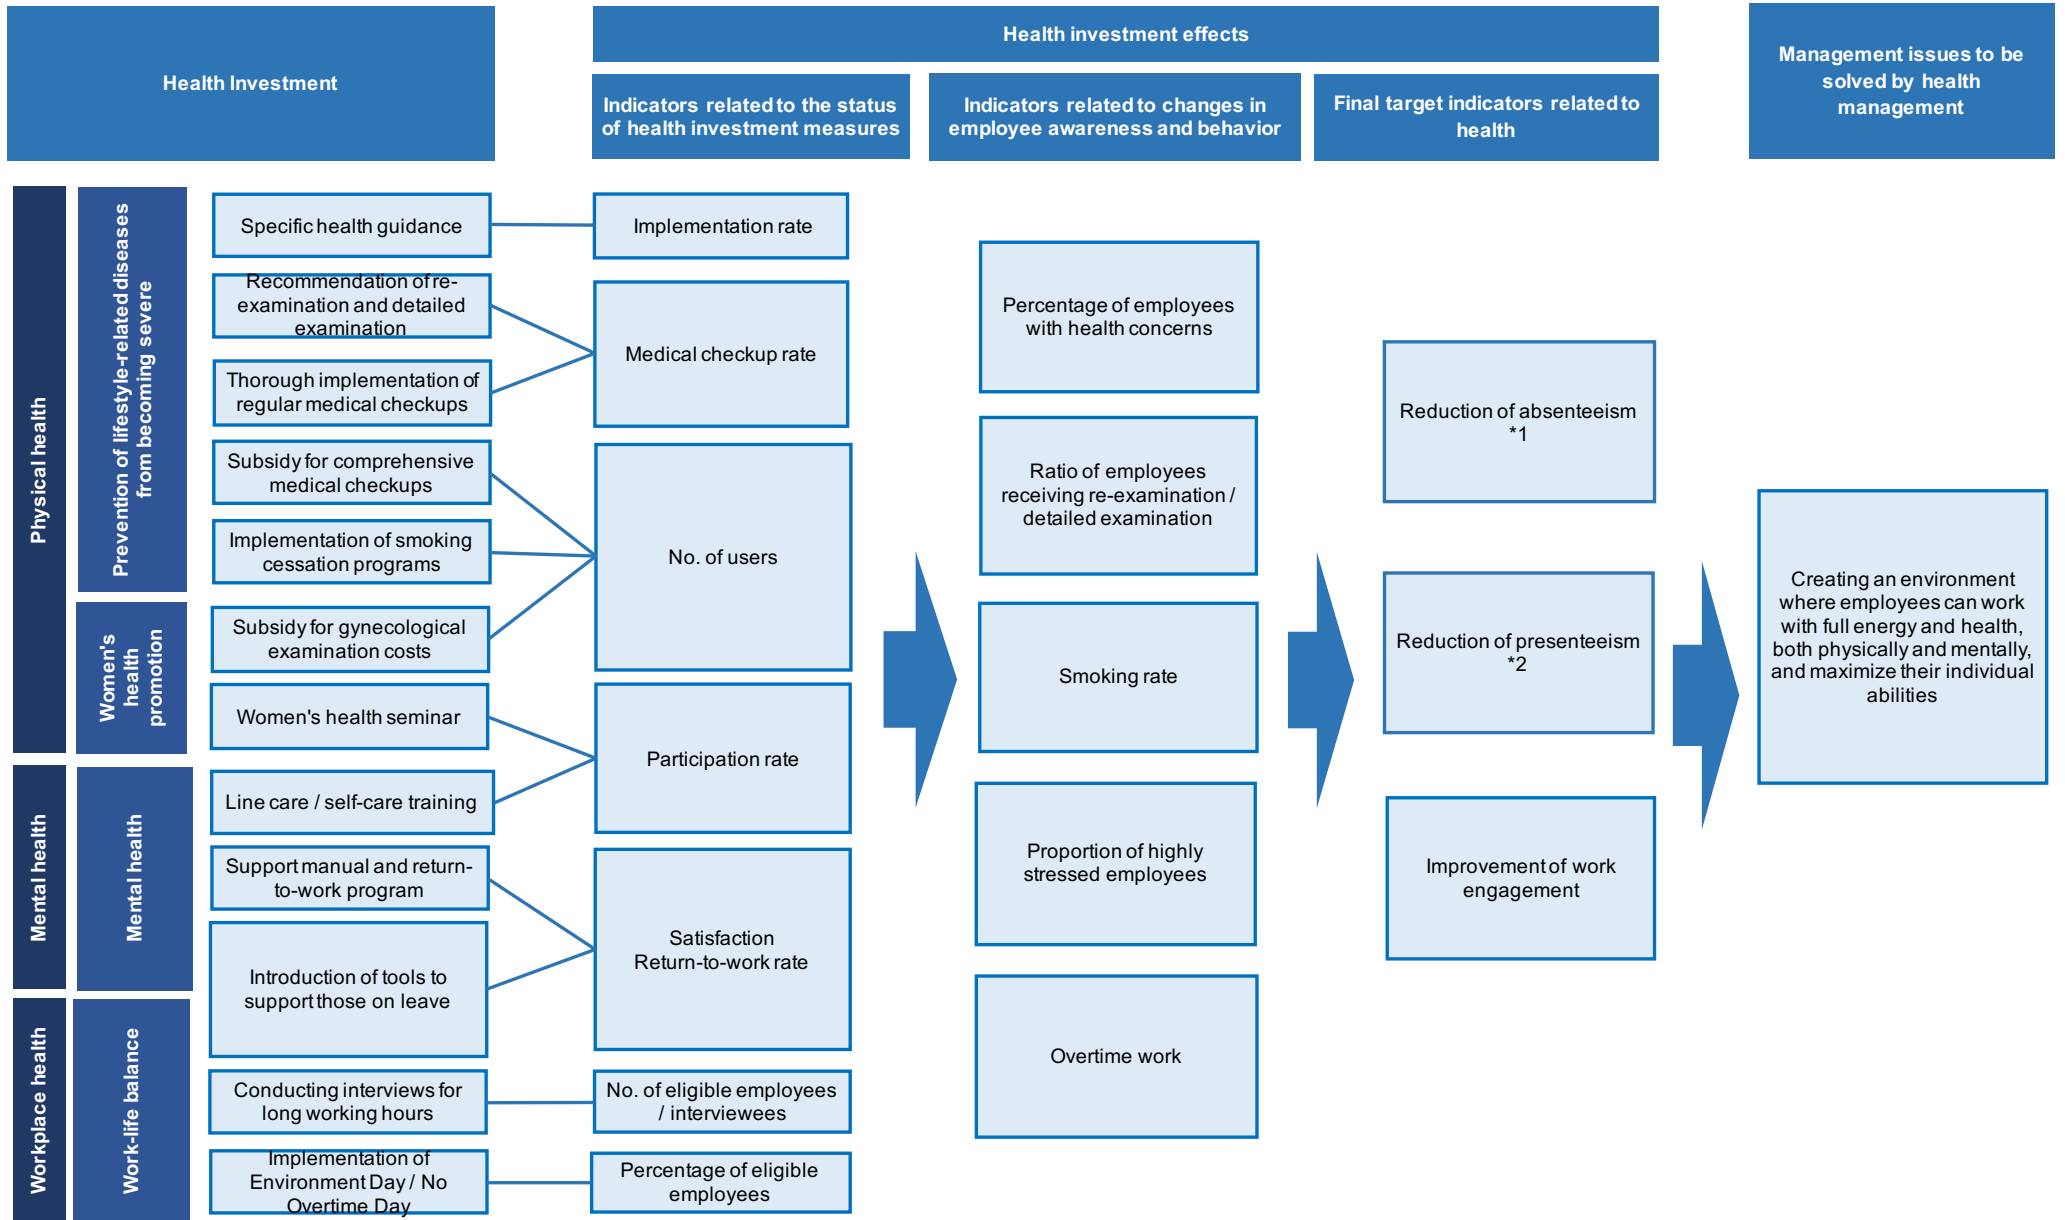 Health Investment
Health investment effects
Management issues to be
solved by health
management
Indicators related to the status
of health investment measures
Indicators related to changes in
employee awareness and behavior
Final target indicators related to
health
Physical health
Prevention of lifestyle-related diseases
from becoming severe
Specific health guidance
Recommendation of re-
examination and detailed
examination
Thorough implementation of
regular medical checkups
Subsidy for comprehensive
medical checkups
Implementation of smoking
cessation programs
Women's
health
promotion
Subsidy for gynecological
examination costs
Women's health seminar
Mental health
Mental health
Line care / self-care training
Support manual and return-
to-work program
Introduction of tools to
support those on leave
Workplace health
Work-life balance
Conducting interviews for
long working hours
Implementation of
Environment Day / No
Overtime Day
Implementation rate
Medical checkup rate
No. of users
Participation rate
Satisfaction
Return-to-work rate
No. of eligible employees
/ interviewees
Percentage of eligible
employees
Percentage of employees
with health concerns
Ratio of employees
receiving re-examination /
detailed examination
Smoking rate
Proportion of highly
stressed employees
Overtime work
Reduction of absenteeism
*1
Reduction of presenteeism
*2
Improvement of work
engagement
Creating an environment
where employees can work
with full energy and health,
both physically and mentally,
and maximize their individual
abilities